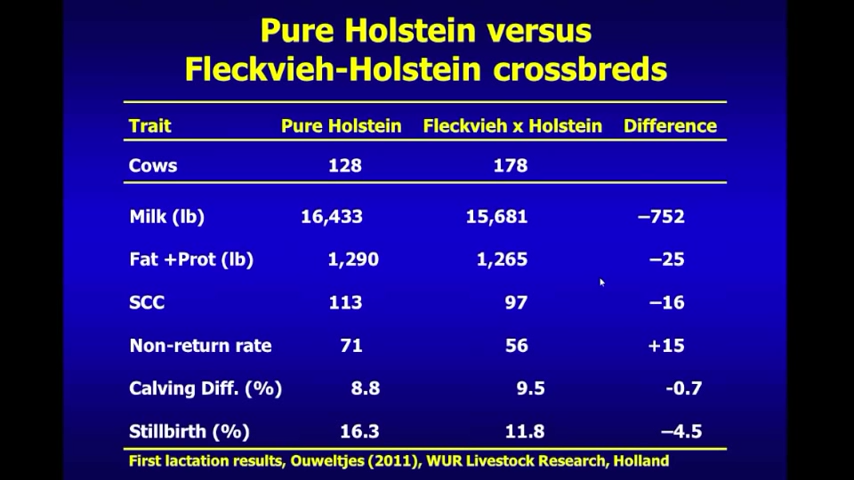 Pure Holstein versus
Fleckvieh-Holstein crossbreds
Trait Pure Holstein Fleckvieh x Holstein Difference
Cows 128 178
Milk (lb) 16,433 15,681 –752
Fat +Prot (lb) 1,290 1,265 –25
SCC 113 97 –16
Non-return rate 71 56 +15
Calving Diff. (%) 8.8 9.5 -0.7
Stillbirth (%) 16.3 11.8 –4.5
First lactation results, Ouweltjes (2011), WUR Livestock Research, Holland